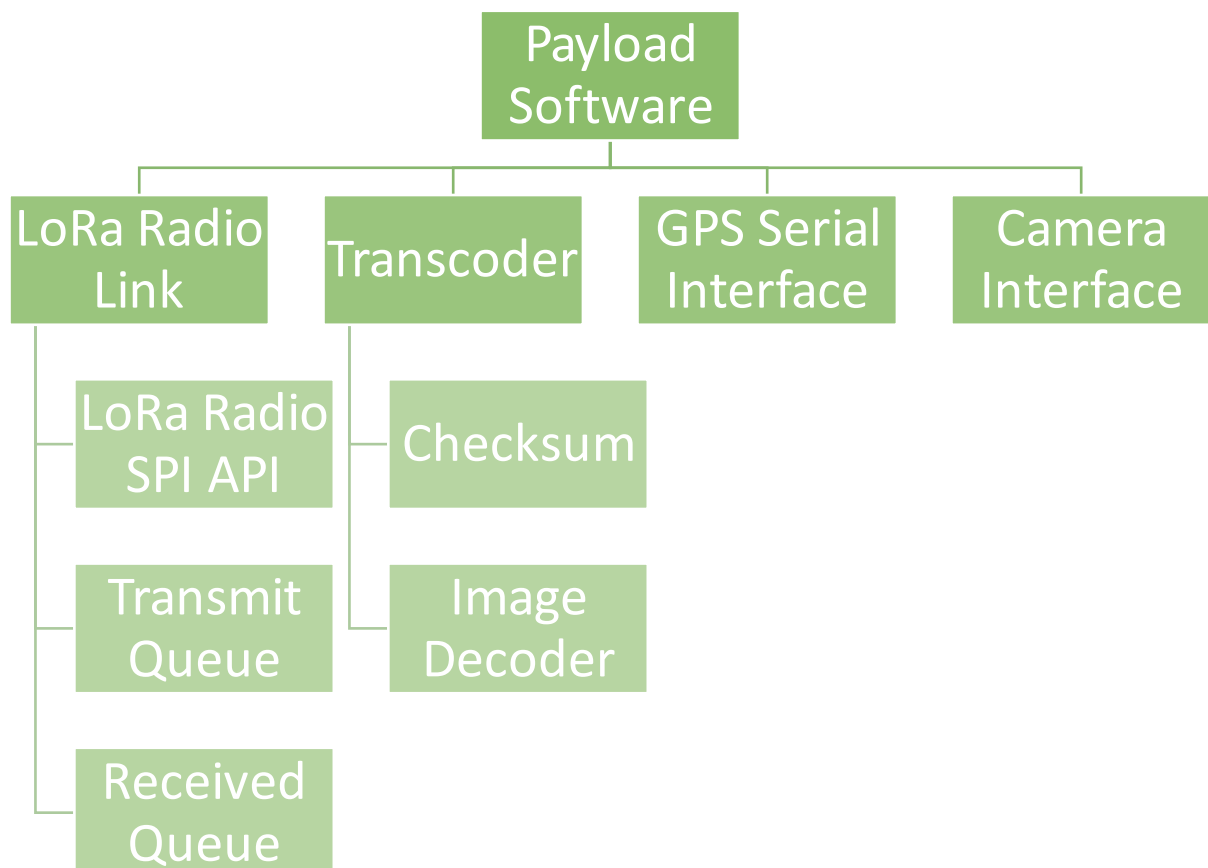 Payload
Software
LoRa Radio
Link
Transcoder
GPS Serial
Interface
Camera
Interface
LoRa Radio
SPI API
Checksum
Transmit
Queue
Image
Decoder
Received
Queue